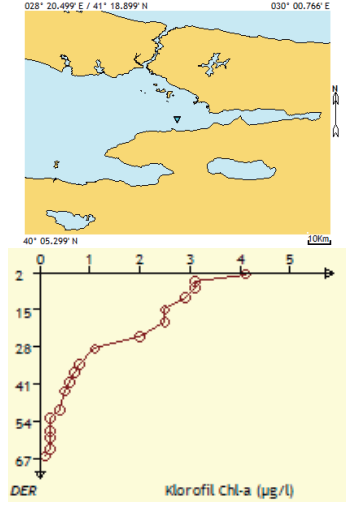 028° 20.499' E / 41° 18.899' N 030° 00.766' E
N
40° 05.299' N 10Km
0 1 2 3 4 5
2
15
28
41
54
67
DER Klorofil Chl-a (µg/l)